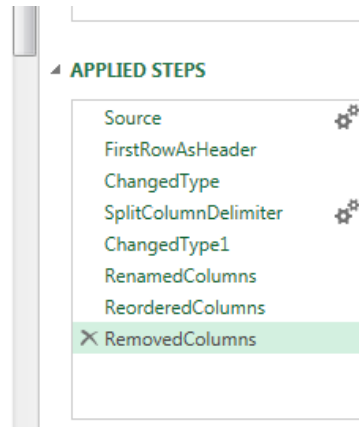 APPLIED STEPS
Source
FirstRowAsHeader
ChangedType
SplitColumnDelimiter
ChangedType1
RenamedColumns
ReorderedColumns
RemovedColumns